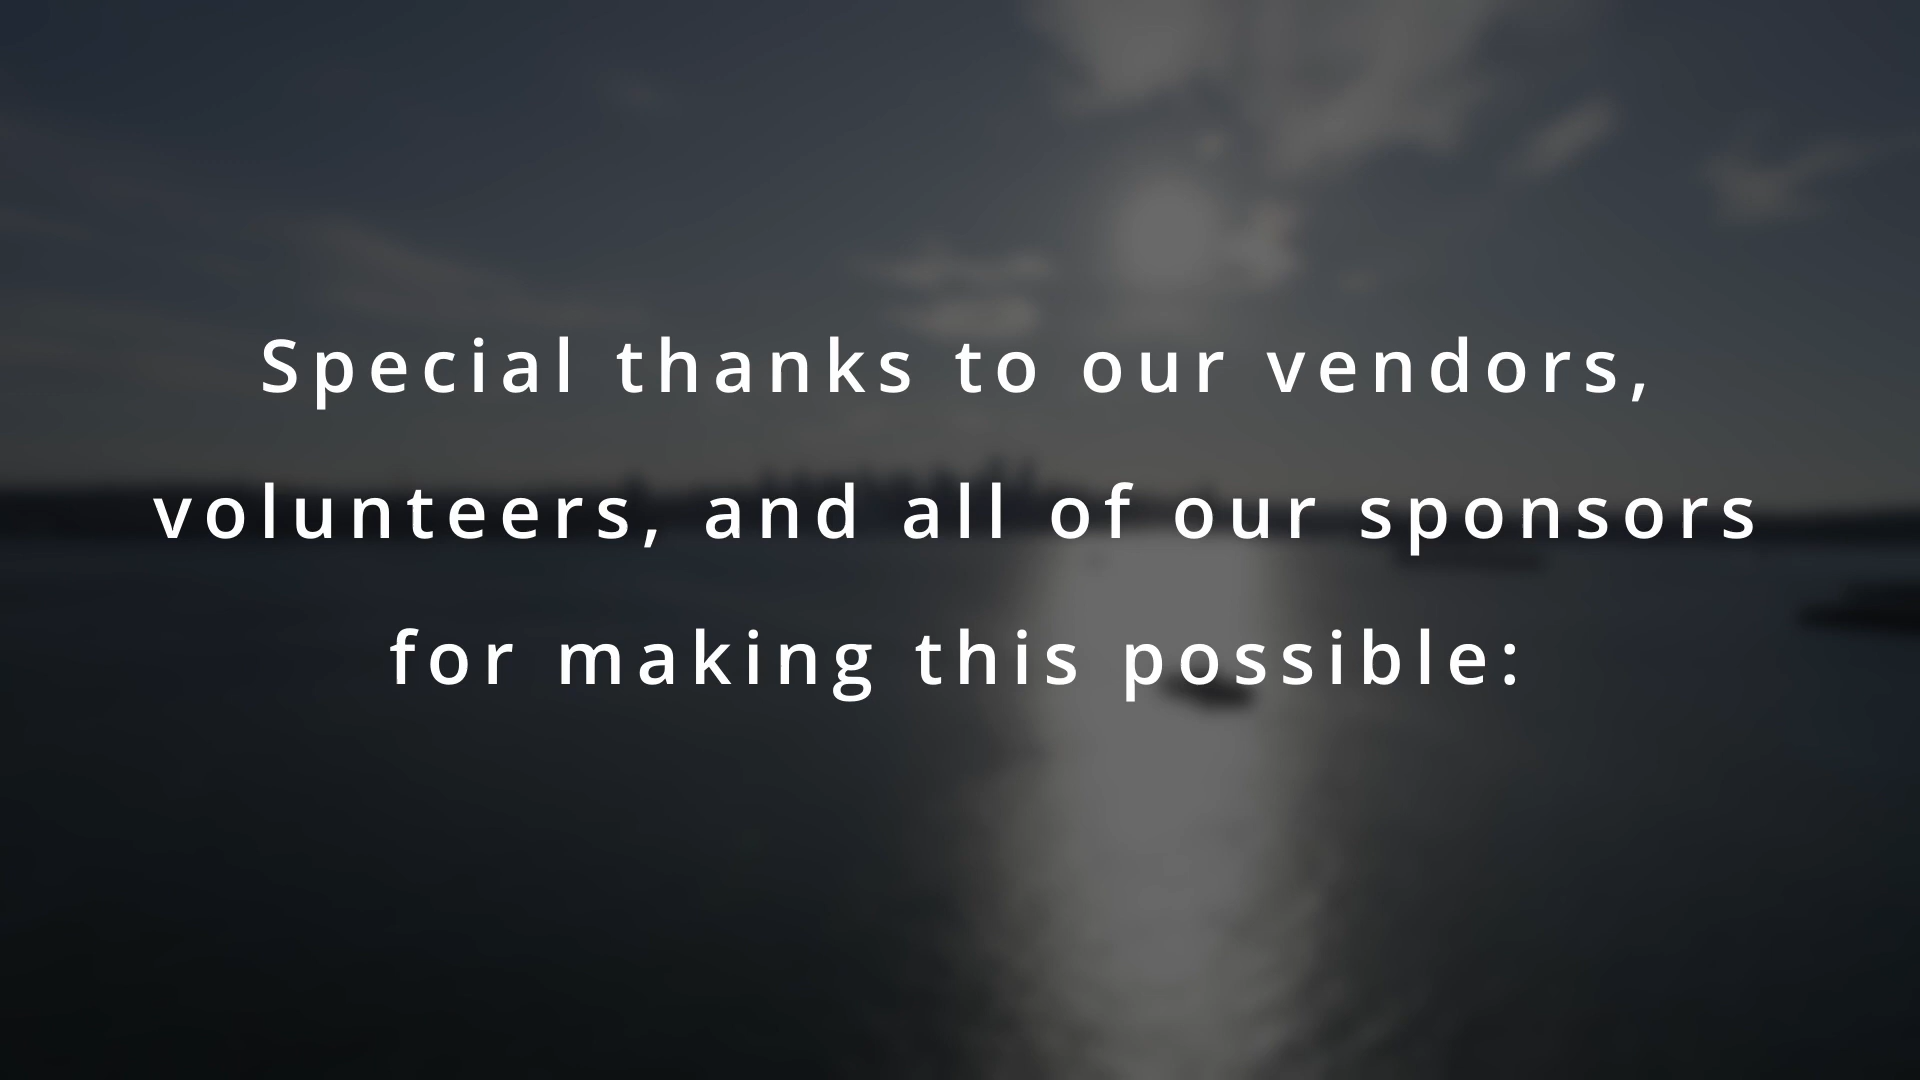 Special thanks to our vendors,
volunteers, and all of our sponsors
for making this possible: